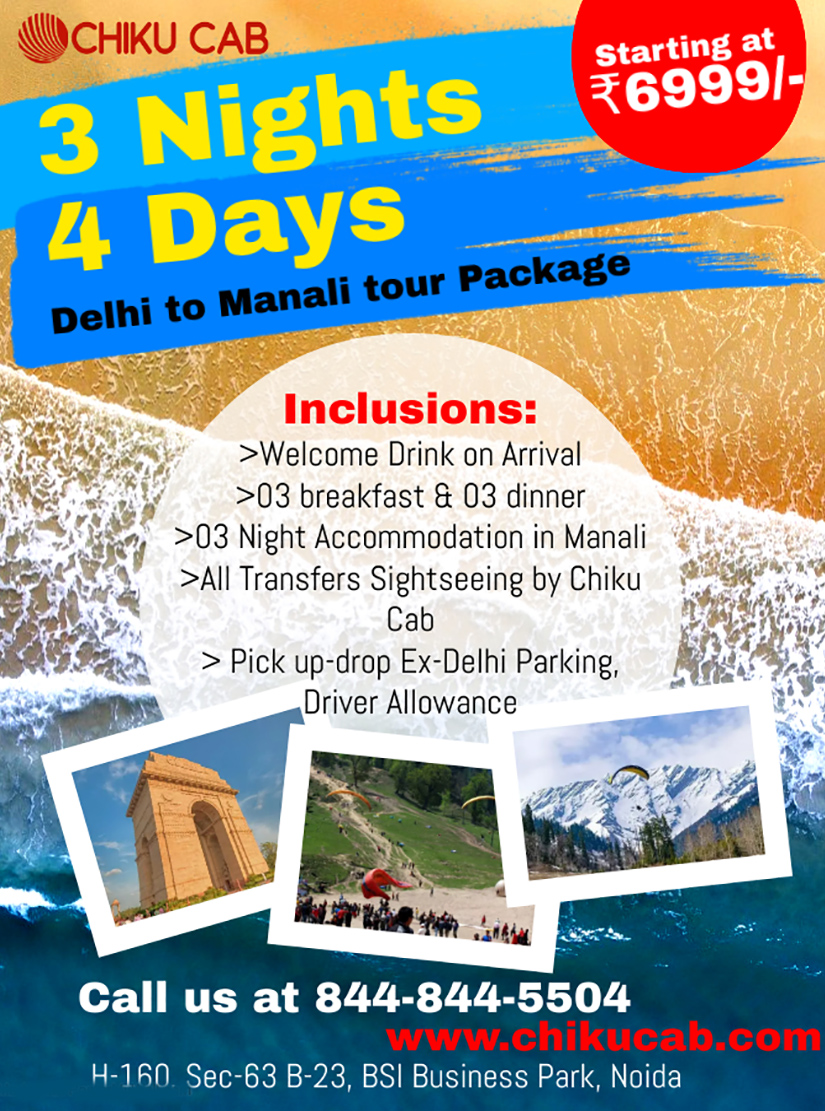 CHIKU CAB
Starting at
₹6999/-
3 Nights
4 Days
Delhi to Manali tour Package
Inclusions:
>Welcome Drink on Arrival
>03 breakfast & 03 dinner
>03 Night Accommodation in Manali
>All Transfers Sightseeing by Chiku
Cab
> Pick up-drop Ex-Delhi Parking,
Driver Allowance
Call us at 844-844-5504
www.chikucab.com
H-160, Sec-63 B-23, BSI Business Park, Noida